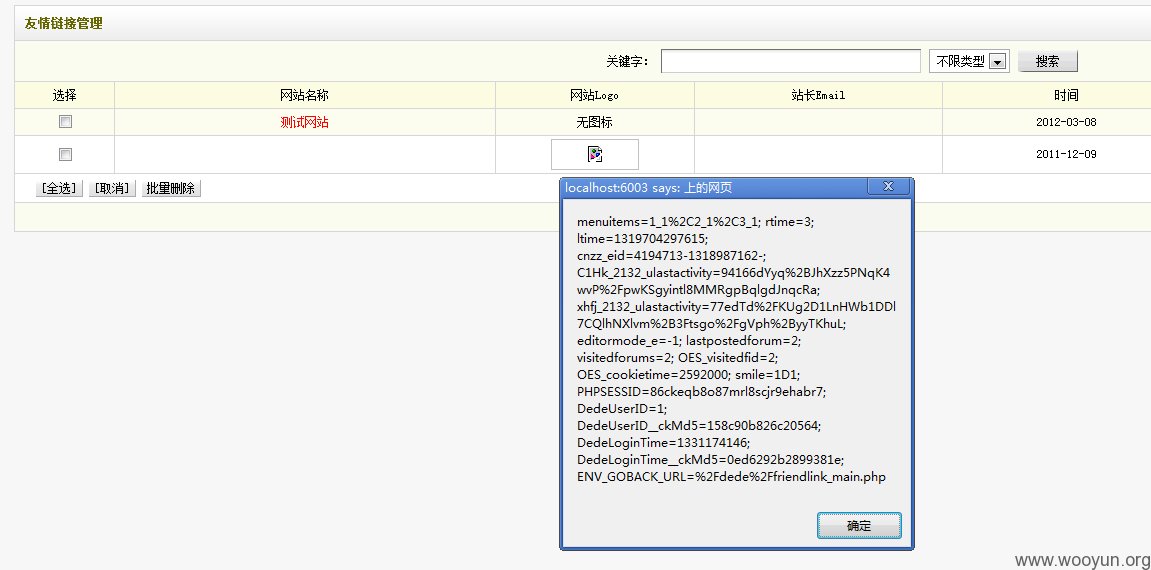 友情链接管理
关键字： 不限类型 搜索
选择 网站名称 网站Logo 站长Email 时间
测试网站 无图标 2012-03-08
2011-12-09
[全选] [取消] 批量删除
localhost:6003 says: 上的网页 X
menuitems=1_1%2C2_1%2C3_1; rtime=3;
ltime=1319704297615;
cnzz_eid=4194713-1318987162-;
C1Hk_2132_ulastactivity=94166dYyq%2BJhXzz5PNqK4
wvP%2FpwKSgyintl8MMRgpBqlgdJnqcRa;
xhfj_2132_ulastactivity=77edTd%2FKUg2D1LnHWb1DDl
7CQlhNXlvm%2B3Ftsgo%2FgVph%2ByyTKhuL;
editormode_e=-1; lastpostedforum=2;
visitedforums=2; OES_visitedfid=2;
OES_cookietime=2592000; smile=1D1;
PHPSESSID=86ckeqb8o87mrl8scjr9ehabr7;
DedeUserID=1;
DedeUserID__ckMd5=158c90b826c20564;
DedeLoginTime=1331174146;
DedeLoginTime__ckMd5=0ed6292b2899381e;
ENV_GOBACK_URL=%2Fdede%2Ffriendlink_main.php
确定
www.wooyun.org